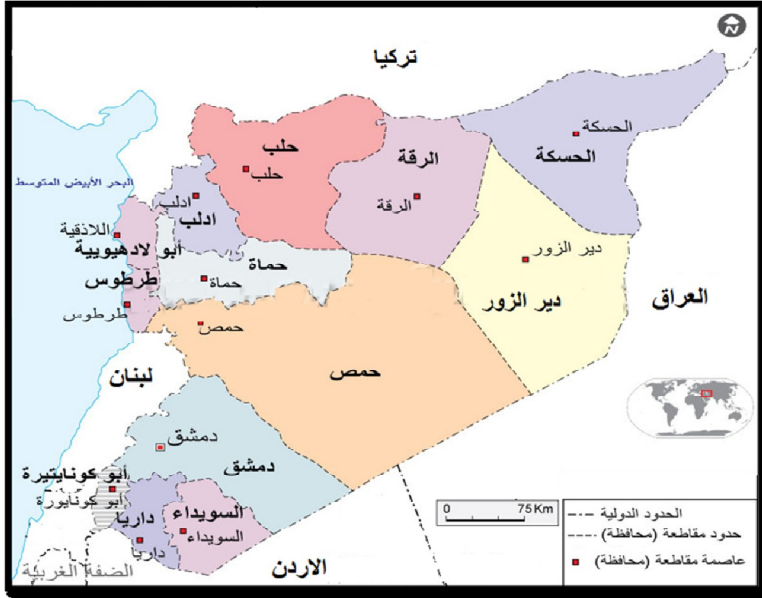 N
تركيا
البحر الأبيض المتوسط
حلب
حلب
الرقة
الرقة
الحسكة
الحسكة
ادلب
ادلب
اللاذقية
أبو لادهيوبية
طرطوس
طرطوس
حماة
حماة
دير الزور
دير الزور
العراق
حمص
حمص
لبنان
دمشق
دمشق
أبو كونايتيرة
أبو كونايورة
داريا
داريا
السويداء
السويداء
الضفة الغربية
الاردن
0 75 Km
الحدود الدولية
حدود مقاطعة (محافظة)
عاصمة مقاطعة (محافظة)